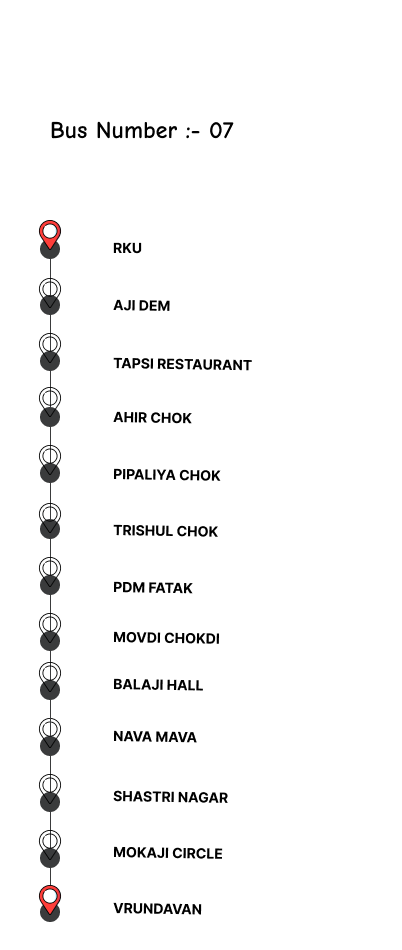 Bus Number :- 07
RKU
AJI DEM
TAPSI RESTAURANT
AHIR CHOK
PIPALIYA CHOK
TRISHUL CHOK
PDM FATAK
MOVDI CHOKDI
BALAJI HALL
NAVA MAVA
SHASTRI NAGAR
MOKAJI CIRCLE
VRUNDAVAN